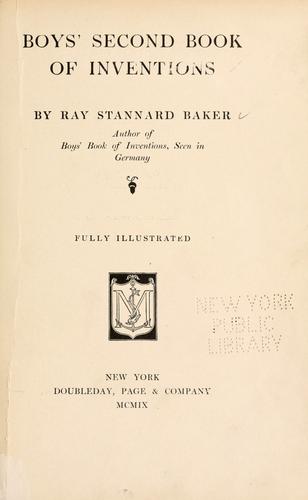 BOYS' SECOND BOOK
OF INVENTIONS
BY RAY STANNARD BAKER
Author of
Boys' Book of Inventions, Seen in
Germany
FULLY ILLUSTRATED
NEW YORK
PUBLIC
LIBRARY
NEW YORK
DOUBLEDAY, PAGE & COMPANY
MCMIX